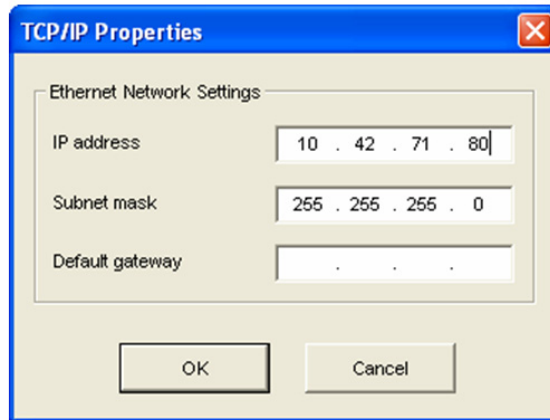 TCP/IP Properties
Ethernet Network Settings
IP address 10 . 42 . 71 . 80
Subnet mask 255 . 255 . 255 . 0
Default gateway . . .
OK Cancel